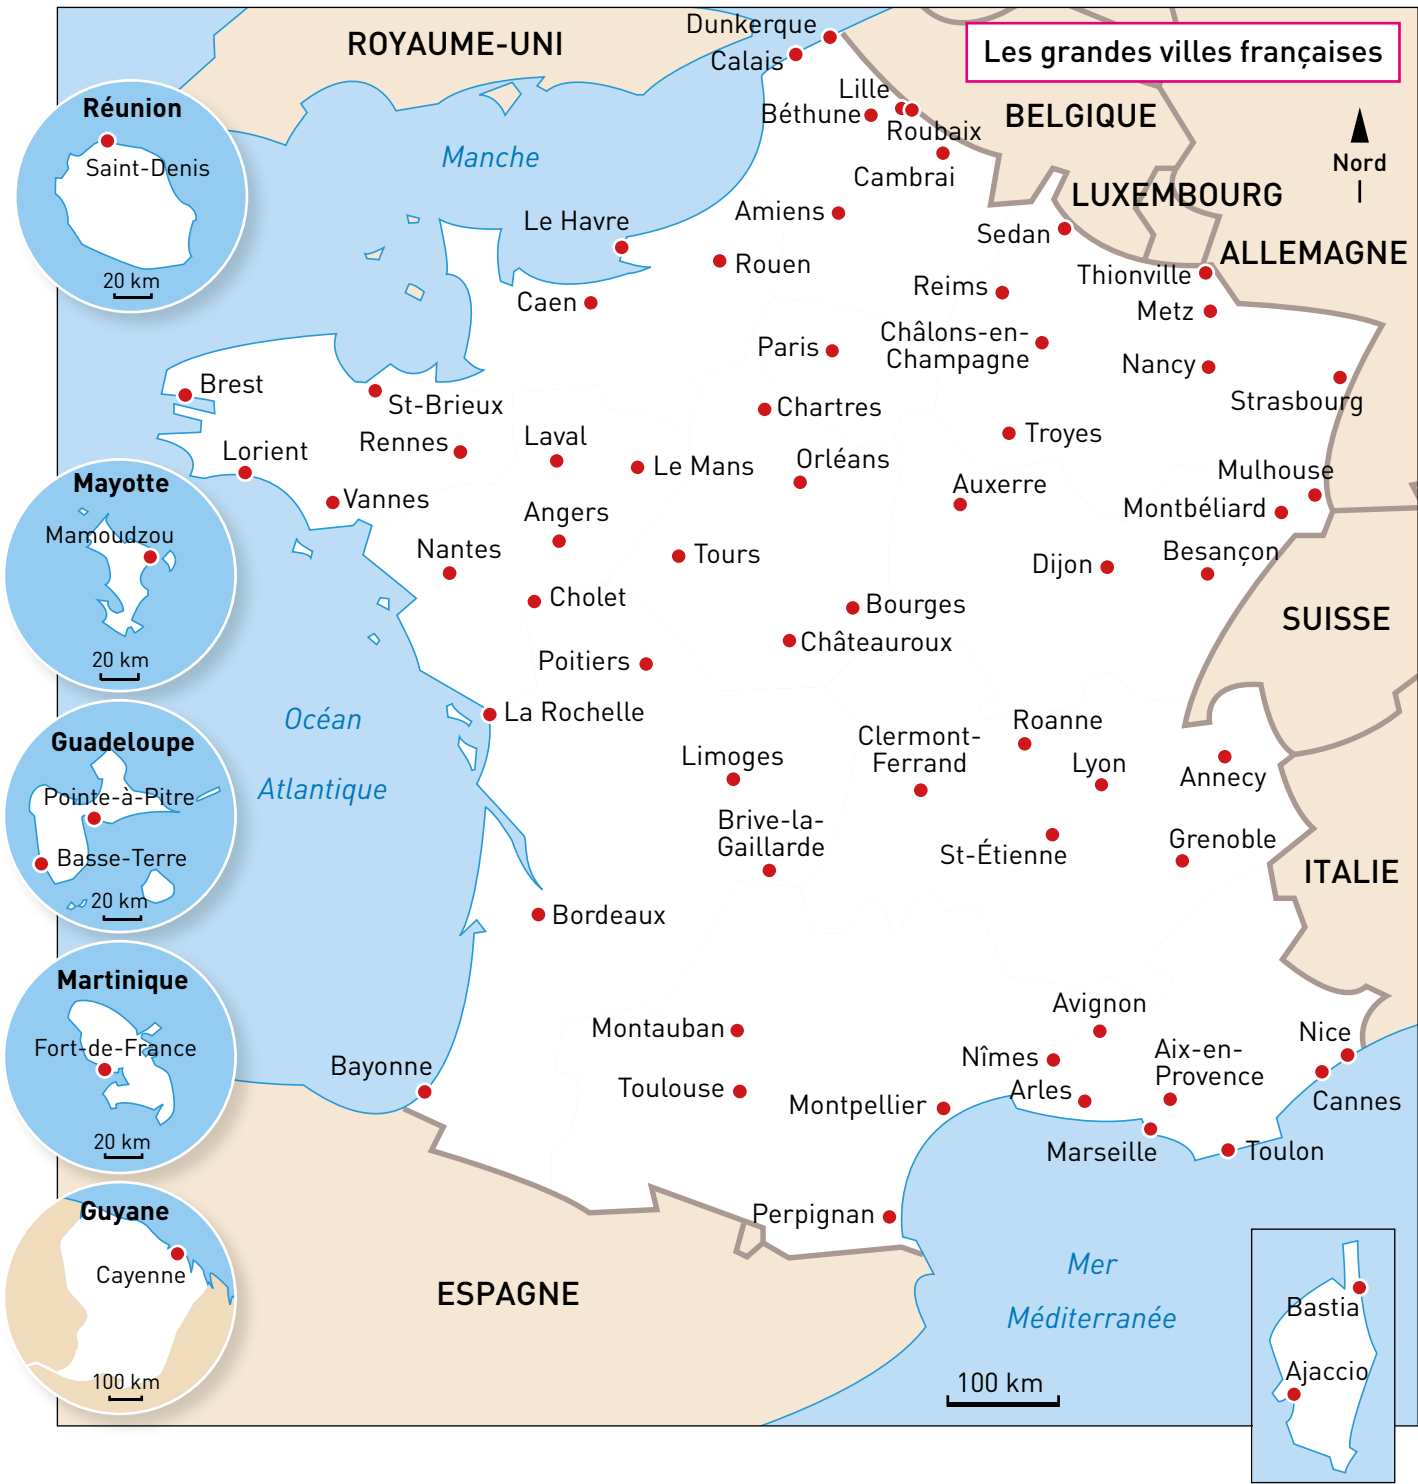 Les grandes villes françaises
Nord
ROYAUME-UNI
BELGIQUE
LUXEMBOURG
ALLEMAGNE
SUISSE
ITALIE
ESPAGNE
Manche
Océan
Atlantique
Mer
Méditerranée
Dunkerque
Calais
Lille
Béthune
Roubaix
Cambrai
Amiens
Le Havre
Rouen
Caen
Sedan
Thionville
Reims
Metz
Châlons-en-
Champagne
Paris
Nancy
Strasbourg
Brest
St-Brieux
Chartres
Troyes
Rennes
Laval
Le Mans
Orléans
Lorient
Vannes
Auxerre
Mulhouse
Montbéliard
Angers
Nantes
Tours
Dijon
Besançon
Cholet
Bourges
Châteauroux
Poitiers
La Rochelle
Roanne
Clermont-
Ferrand
Limoges
Lyon
Annecy
Brive-la-
Gaillarde
St-Étienne
Grenoble
Bordeaux
Avignon
Montauban
Nîmes
Aix-en-
Provence
Nice
Bayonne
Toulouse
Montpellier
Arles
Cannes
Marseille
Toulon
Perpignan
100 km
Bastia
Ajaccio
Réunion
Saint-Denis
20 km
Mayotte
Mamoudzou
20 km
Guadeloupe
Pointe-à-Pitre
Basse-Terre
20 km
Martinique
Fort-de-France
20 km
Guyane
Cayenne
100 km